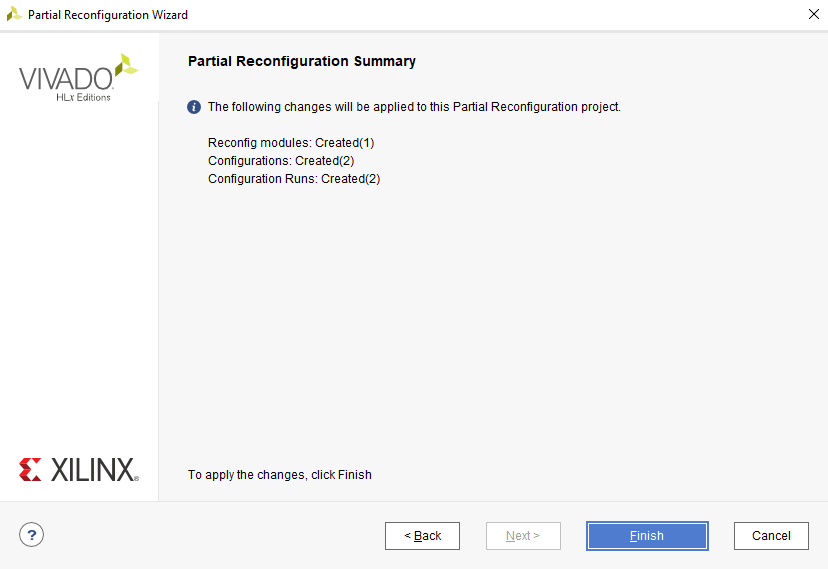 Partial Reconfiguration Wizard
VIVADO.
HLx Editions
Partial Reconfiguration Summary
i The following changes will be applied to this Partial Reconfiguration project.
Reconfig modules: Created(1)
Configurations: Created(2)
Configuration Runs: Created(2)
XILINX®
To apply the changes, click Finish
? < Back Next > Finish Cancel